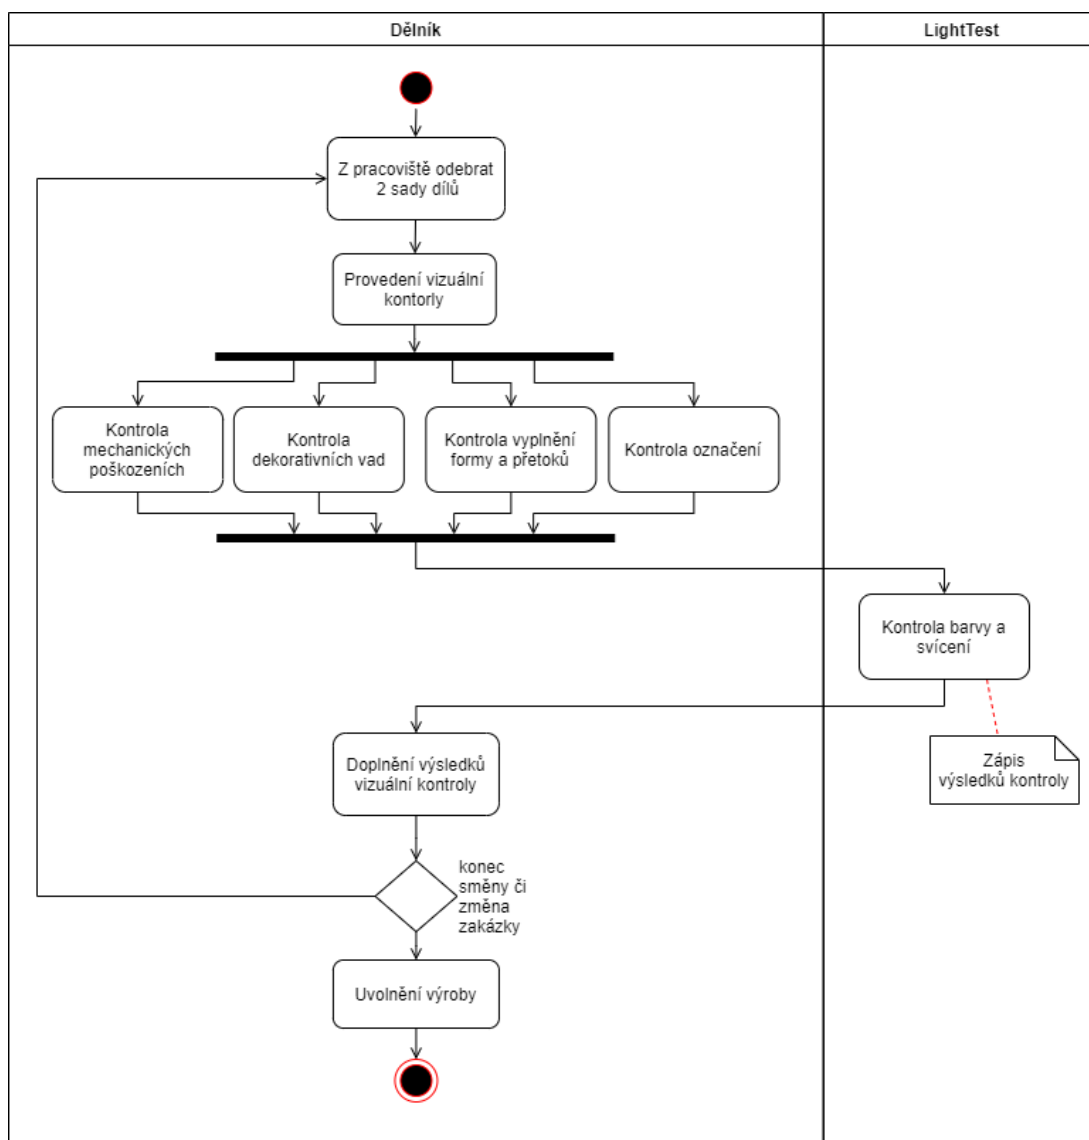 Dělník
LightTest
Z pracoviště odebrat
2 sady dílů
Provedení vizuální
kontorly
Kontrola
mechanických
poškozeních
Kontrola
dekorativních vad
Kontrola vyplnění
formy a přetoků
Kontrola označení
Kontrola barvy a
svícení
Zápis
výsledků kontroly
Doplnění výsledků
vizuální kontroly
konec
směny či
změna
zakázky
Uvolnění výroby